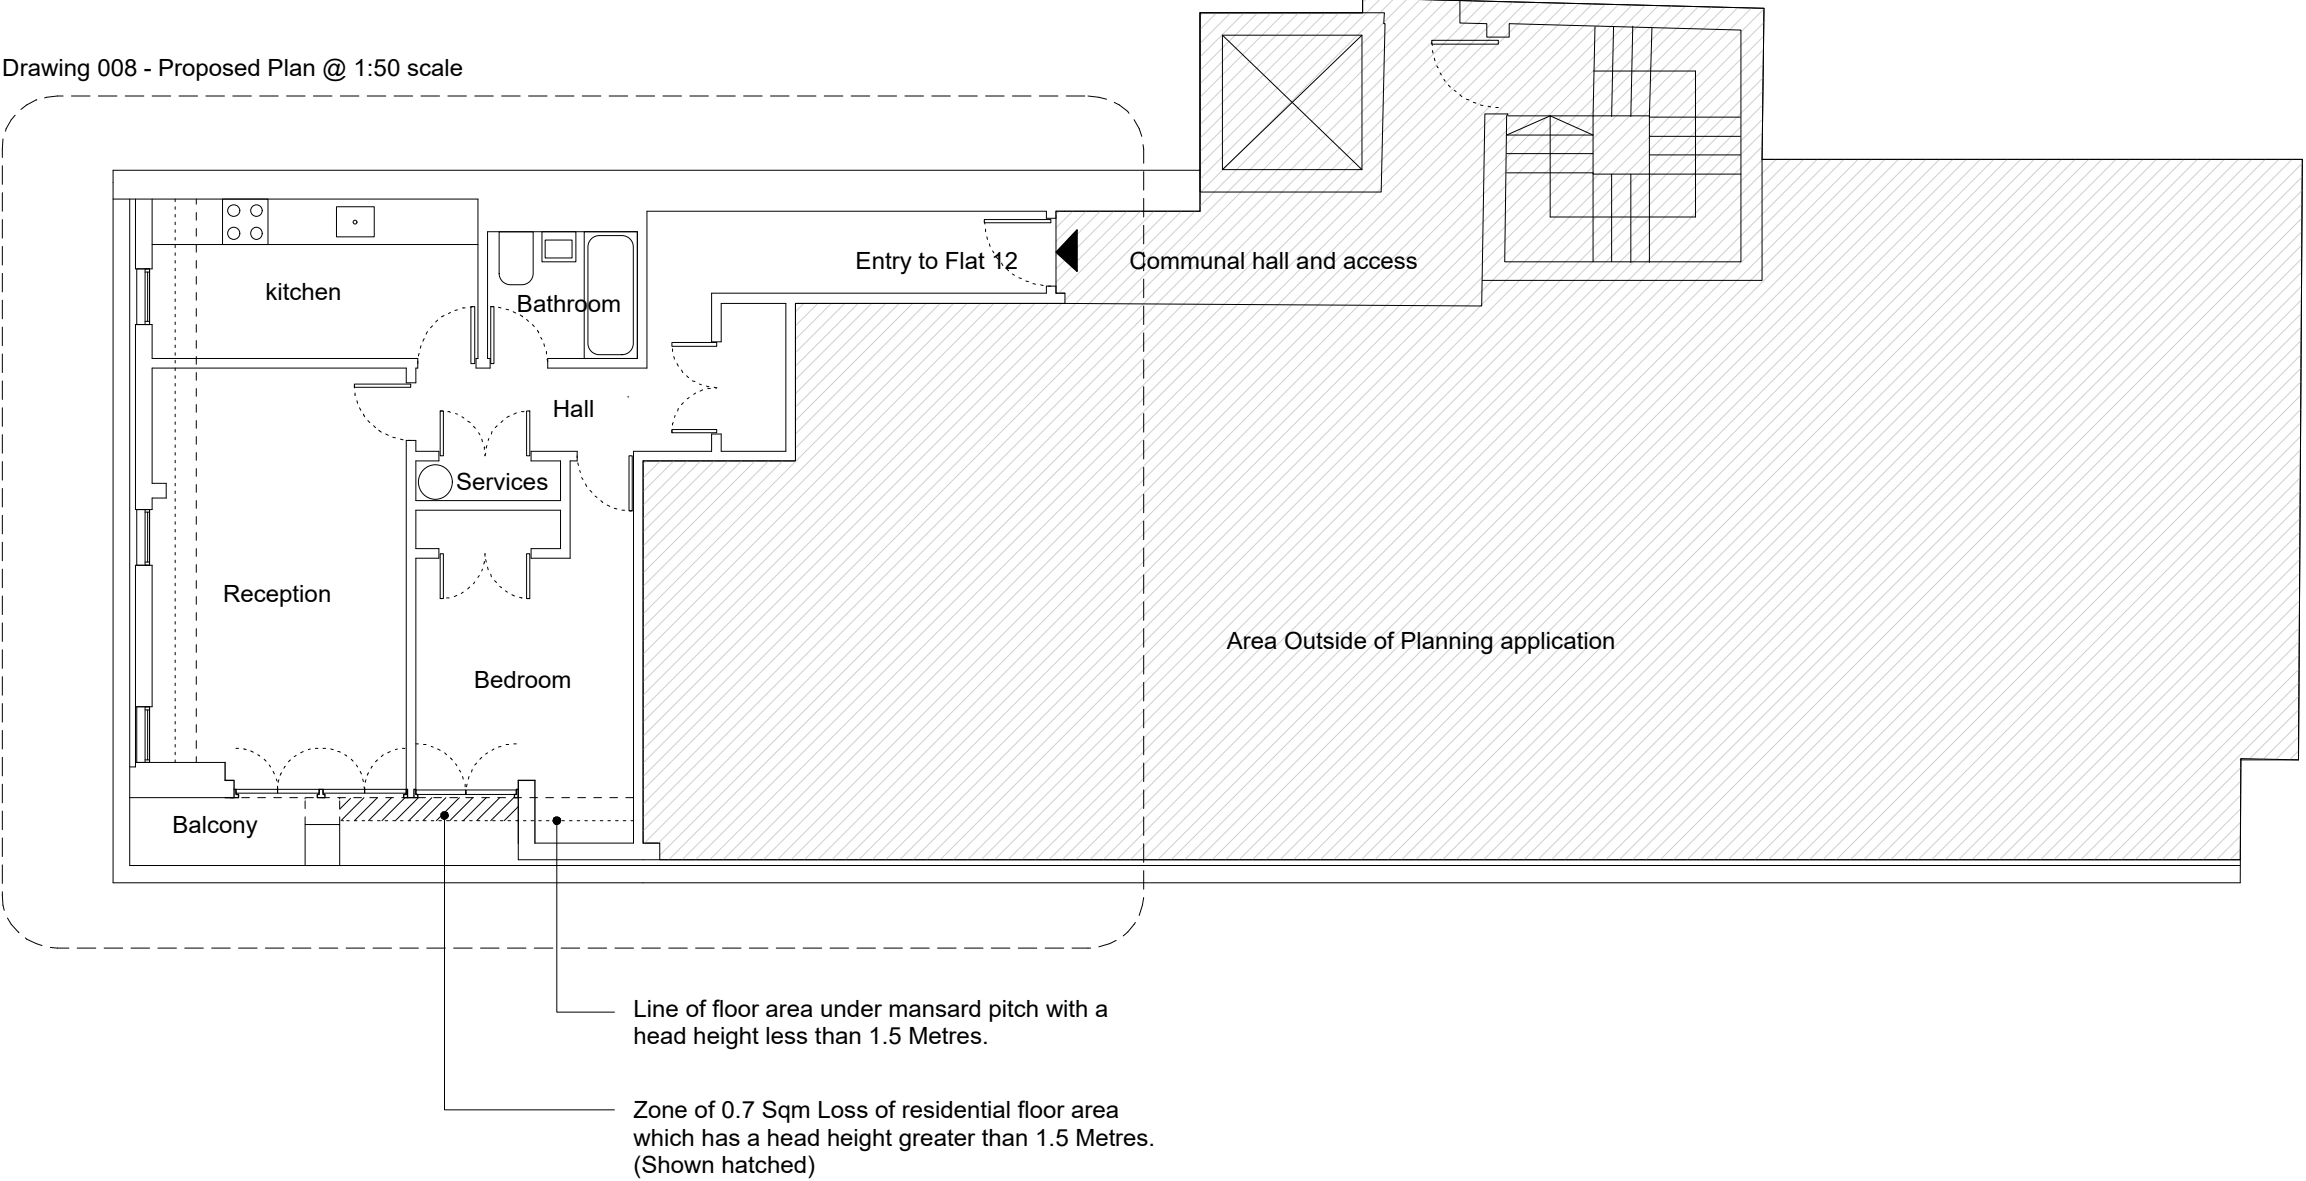 Drawing 008 - Proposed Plan @ 1:50 scale
Entry to Flat 12
Communal hall and access
kitchen
Bathroom
Hall
Services
Reception
Area Outside of Planning application
Bedroom
Balcony
Line of floor area under mansard pitch with a
head height less than 1.5 Metres.
Zone of 0.7 Sqm Loss of residential floor area
which has a head height greater than 1.5 Metres.
(Shown hatched)